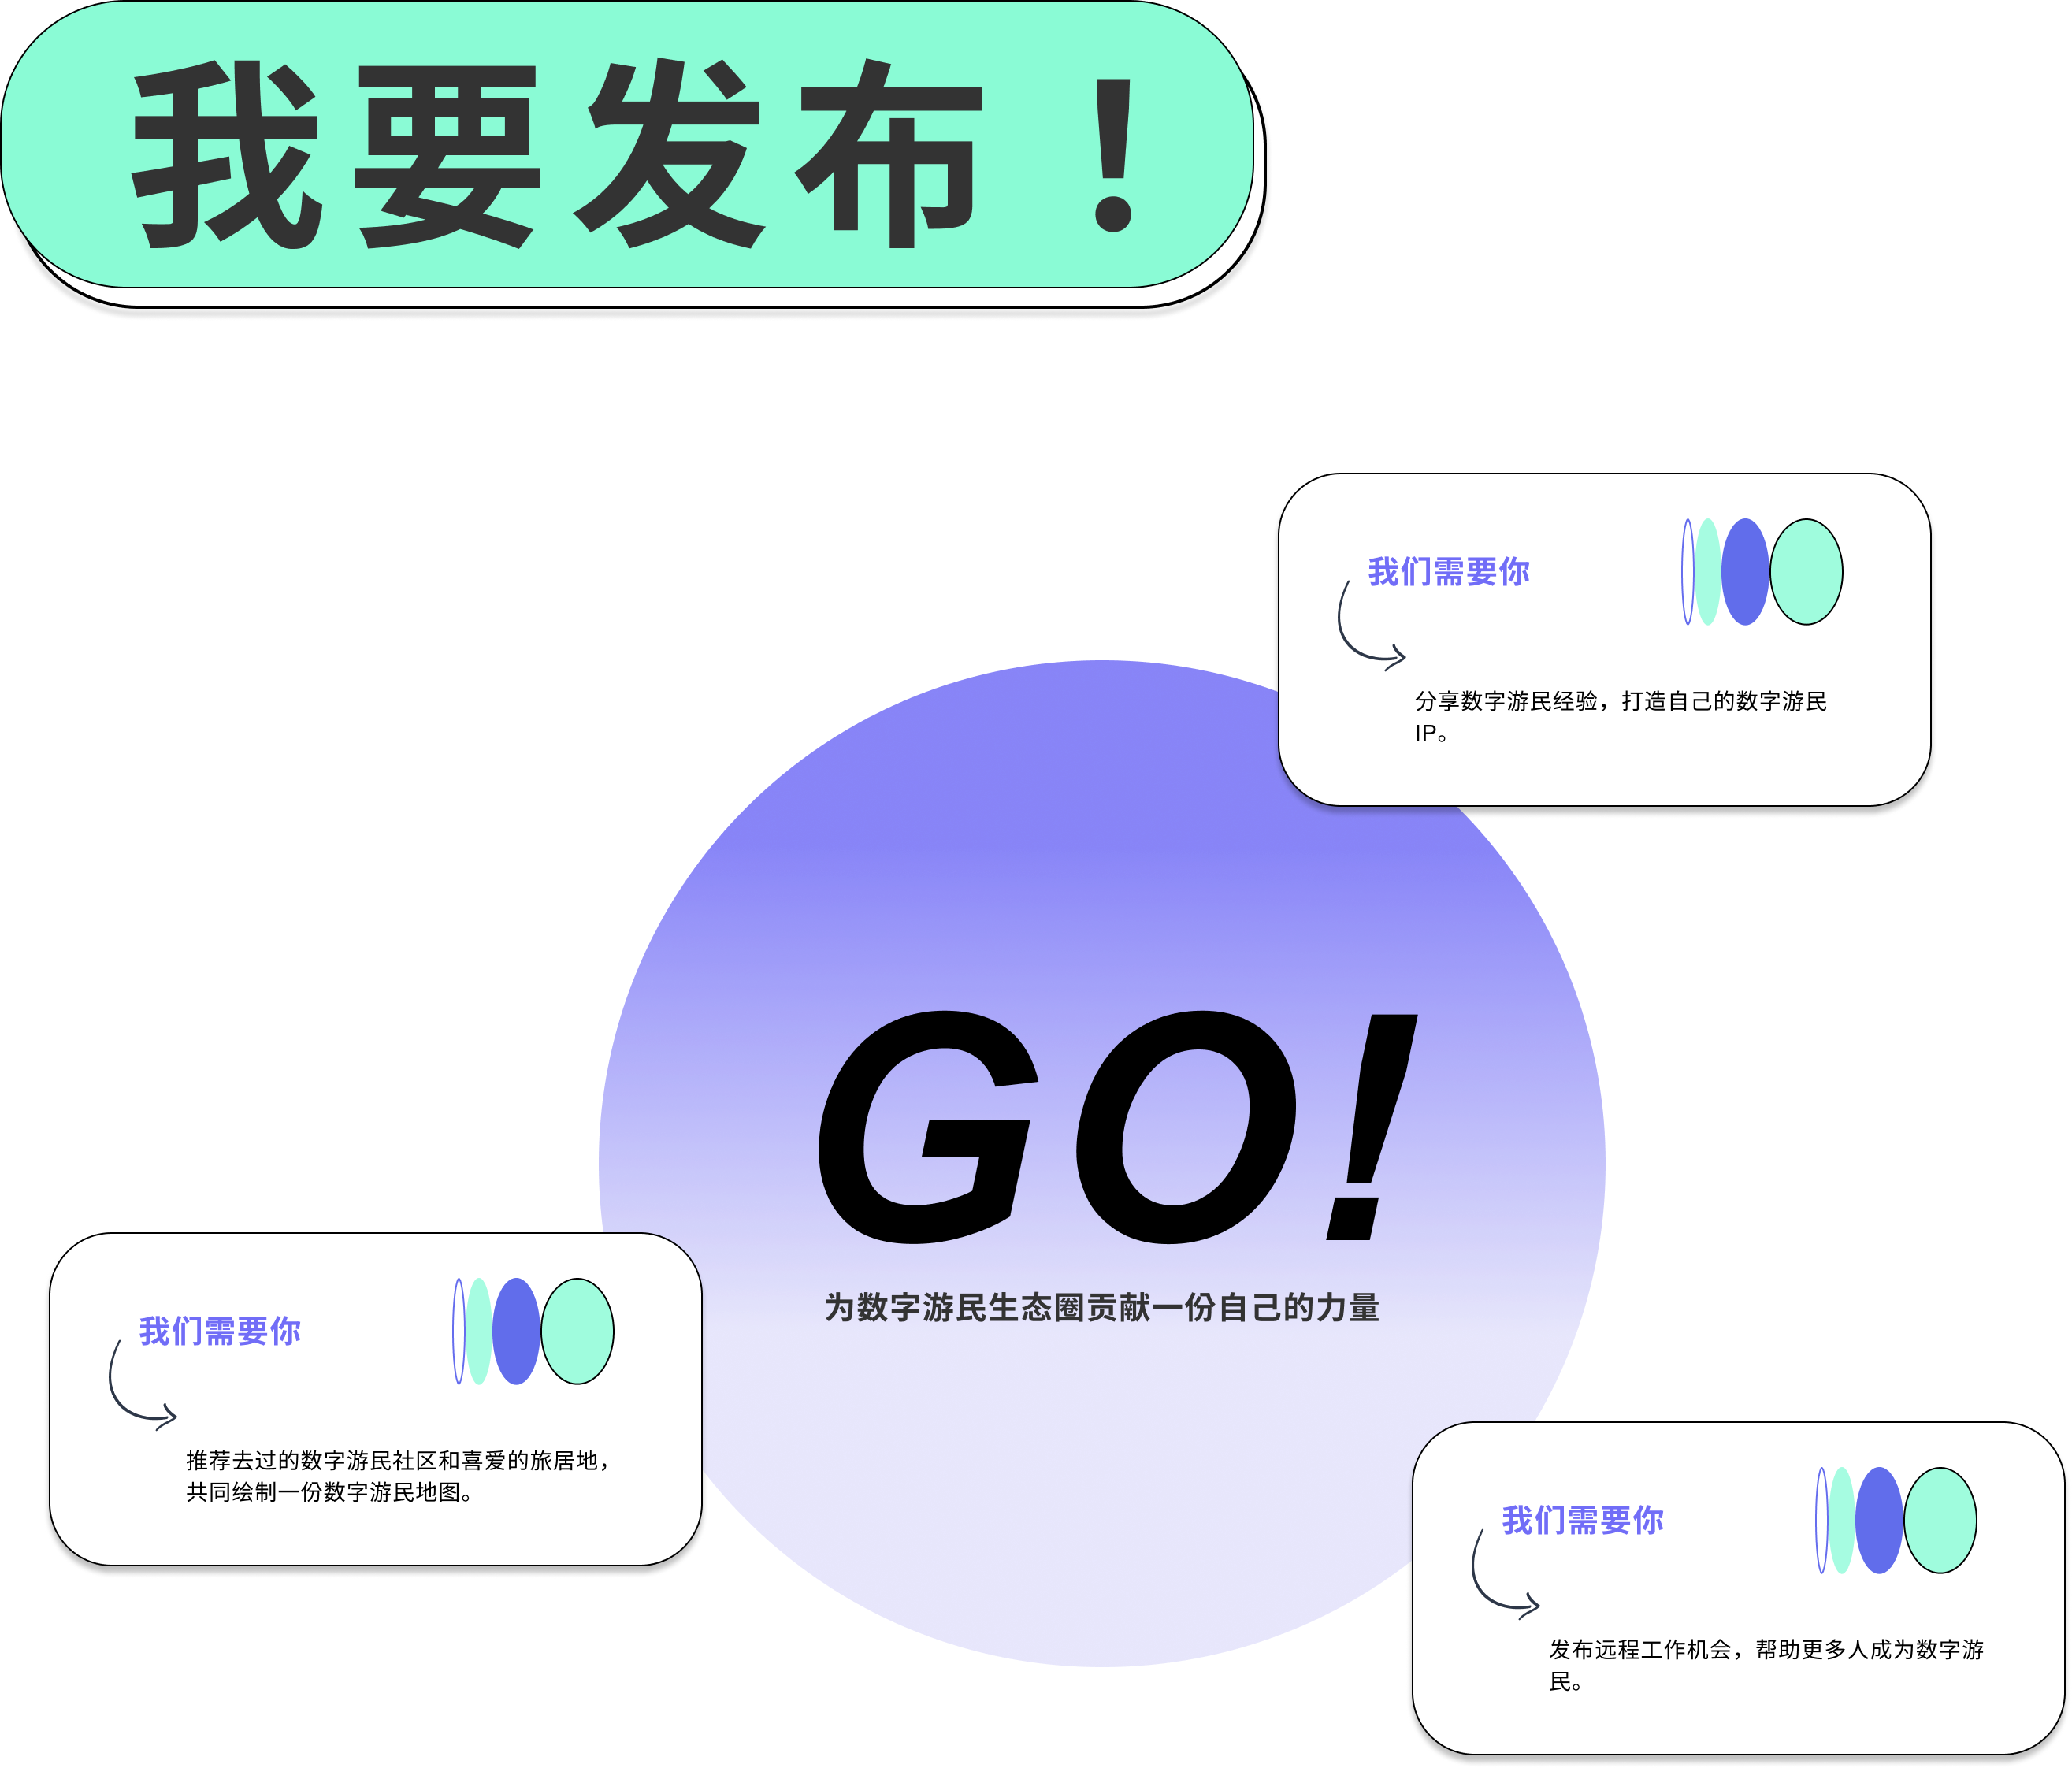 我要发布！
我们需要你
分享数字游民经验，打造自己的数字游民
IP。
GO!
为数字游民生态圈贡献一份自己的力量
我们需要你
推荐去过的数字游民社区和喜爱的旅居地，
共同绘制一份数字游民地图。
我们需要你
发布远程工作机会，帮助更多人成为数字游
民。